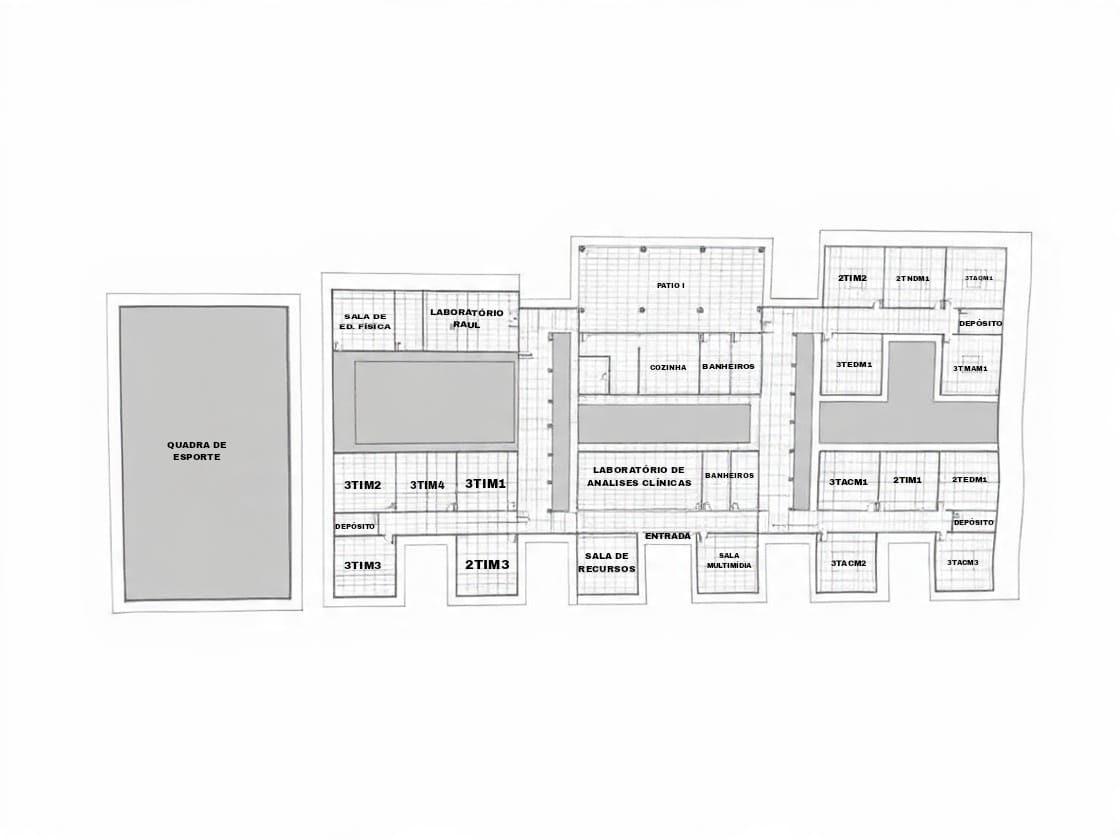 2TIM2
2TNDM1
3TAOM1
PATIO I
LABORATÓRIO
RAUL
SALA DE
ED. FÍSICA
DEPÓSITO
COZINHA
BANHEIROS
3TEDM1
3TMAM1
QUADRA DE
ESPORTE
3TIM2
3TIM4
3TIM1
LABORATÓRIO DE
ANALISES CLÍNICAS
BANHEIROS
3TACM1
2TIM1
2TEDM1
DEPÓSITO
DEPÓSITO
ENTRADA
3TIM3
2TIM3
SALA DE
RECURSOS
SALA
MULTIMÍDIA
3TACM2
3TACM3